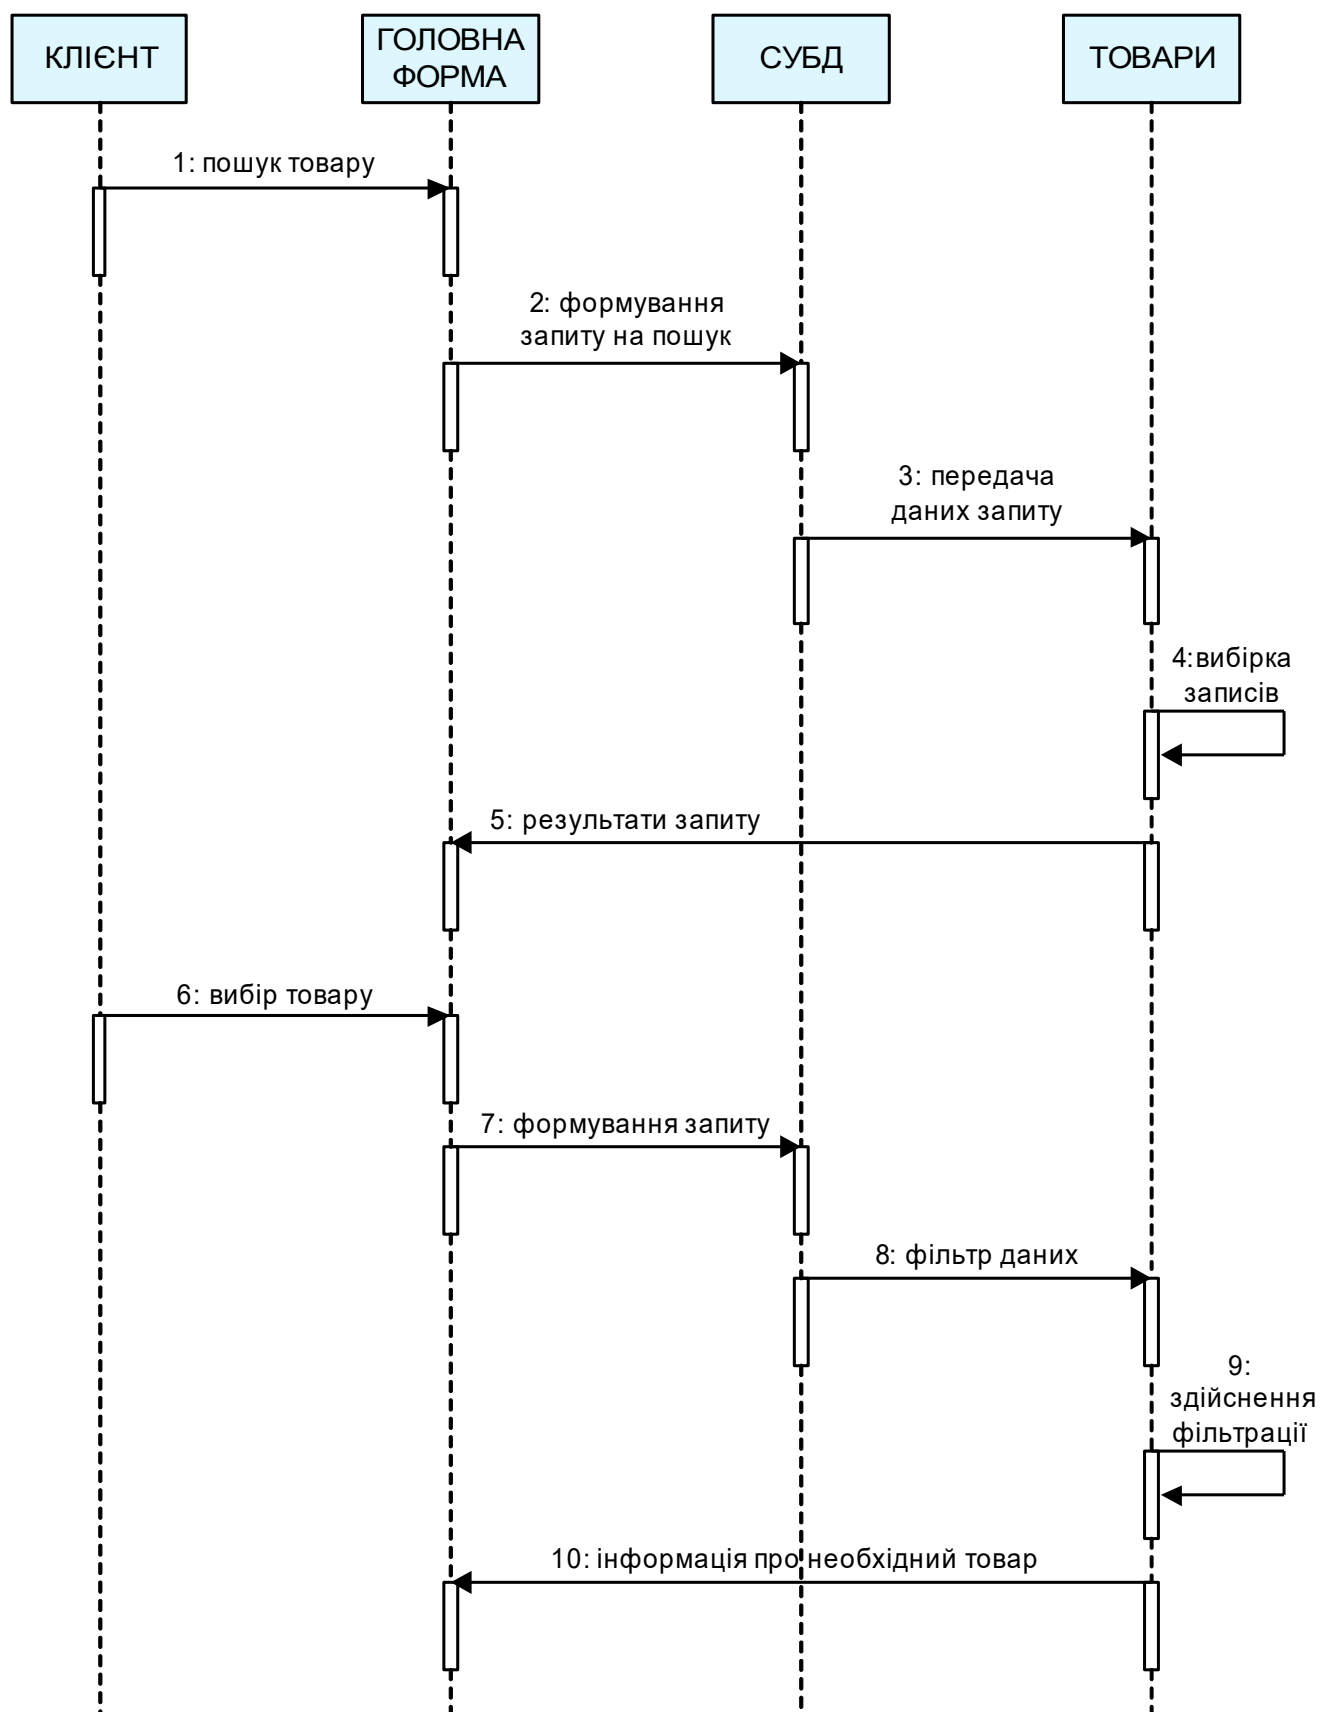 КЛІЄНТ
ГОЛОВНА
ФОРМА
СУБД
ТОВАРИ
1: пошук товару
2: формування
запиту на пошук
3: передача
даних запиту
4:вибірка
записів
5: результати запиту
6: вибір товару
7: формування запиту
8: фільтр даних
9:
здійснення
фільтрації
10: інформація про необхідний товар